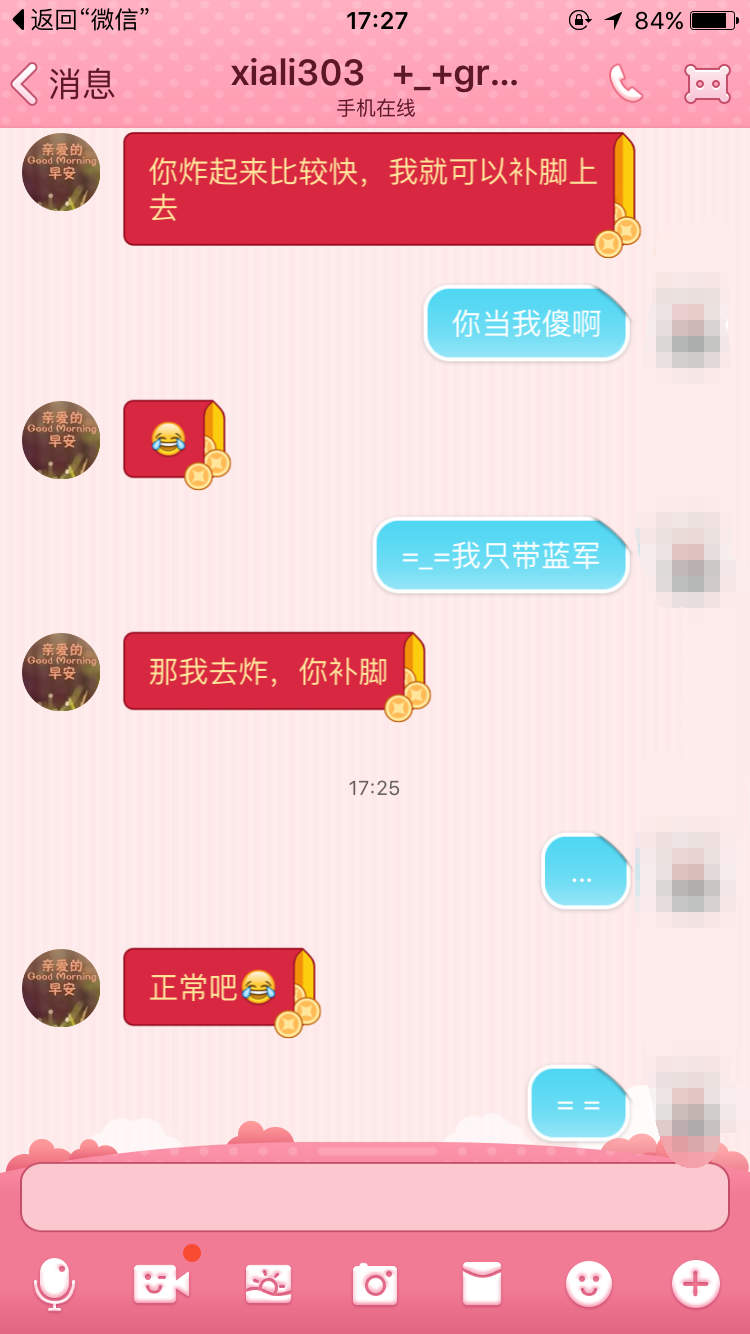 返回“微信”
17:27
84%
消息
xiali303 +_+gr...
手机在线
亲爱的
Good Morning
早安
你炸起来比较快，我就可以补脚上
去
你当我傻啊
亲爱的
Good Morning
早安
😂
=_=我只带蓝军
亲爱的
Good Morning
早安
那我去炸，你补脚
17:25
...
亲爱的
Good Morning
早安
正常吧😂
= =